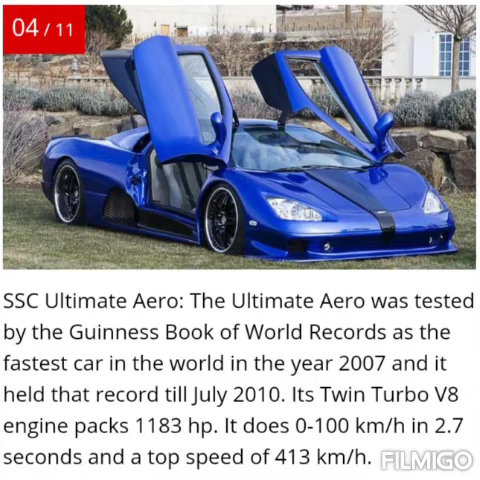 04 / 11
SSC Ultimate Aero: The Ultimate Aero was tested
by the Guinness Book of World Records as the
fastest car in the world in the year 2007 and it
held that record till July 2010. Its Twin Turbo V8
engine packs 1183 hp. It does 0-100 km/h in 2.7
seconds and a top speed of 413 km/h.
FILMIGO